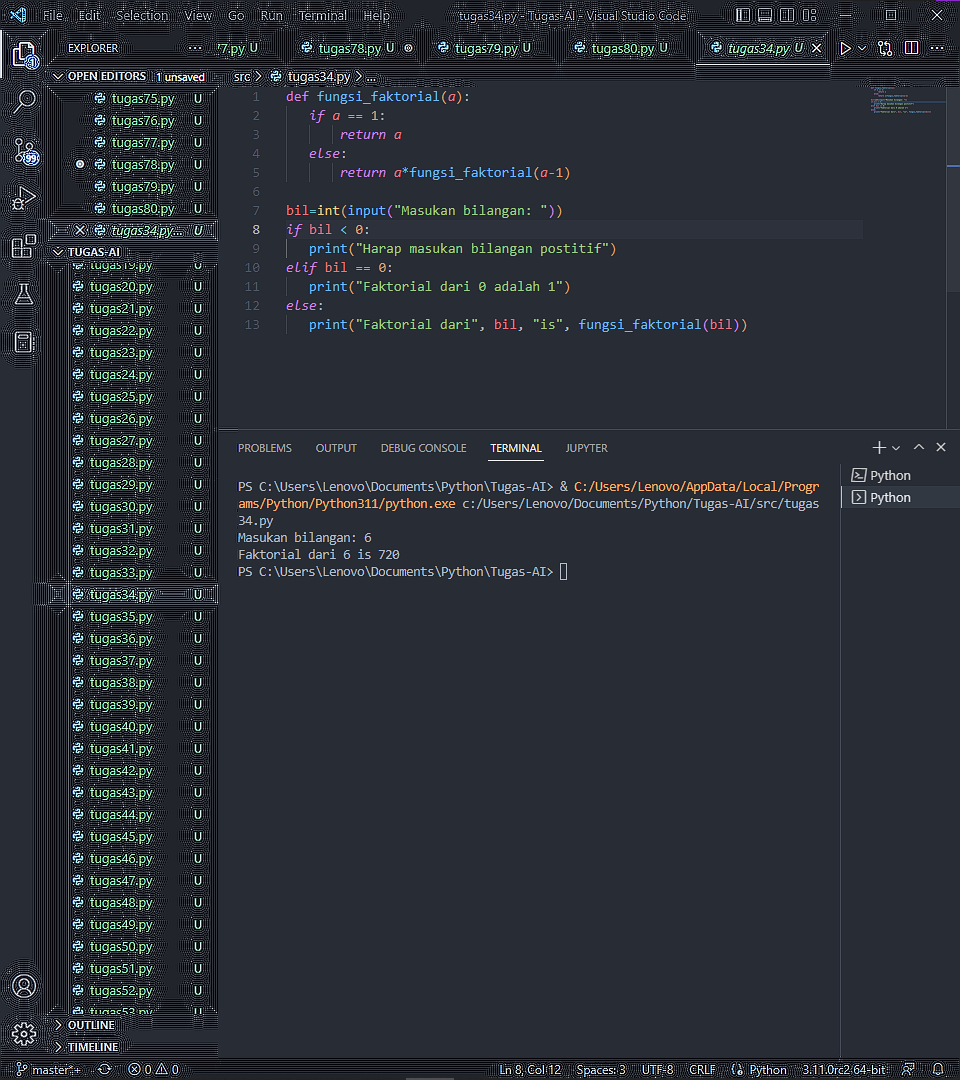 File Edit Selection View Go Run Terminal Help tugas34.py - Tugas-AI - Visual Studio Code
EXPLORER ... 77.py U tugas78.py U tugas79.py U tugas80.py U tugas34.py U
OPEN EDITORS 1 unsaved
src > tugas34.py > ...
tugas75.py U
tugas76.py U
tugas77.py U
tugas78.py U
tugas79.py U
tugas80.py U
tugas34.py... U
TUGAS-AI
tugas19.py U
tugas20.py U
tugas21.py U
tugas22.py U
tugas23.py U
tugas24.py U
tugas25.py U
tugas26.py U
tugas27.py U
tugas28.py U
tugas29.py U
tugas30.py U
tugas31.py U
tugas32.py U
tugas33.py U
tugas34.py U
tugas35.py U
tugas36.py U
tugas37.py U
tugas38.py U
tugas39.py U
tugas40.py U
tugas41.py U
tugas42.py U
tugas43.py U
tugas44.py U
tugas45.py U
tugas46.py U
tugas47.py U
tugas48.py U
tugas49.py U
tugas50.py U
tugas51.py U
tugas52.py U
tugas53.py U
OUTLINE
TIMELINE
1 def fungsi_faktorial(a):
2 if a == 1:
3 return a
4 else:
5 return a*fungsi_faktorial(a-1)
6
7 bil=int(input("Masukan bilangan: "))
8 if bil < 0:
9 print("Harap masukan bilangan postitif")
10 elif bil == 0:
11 print("Faktorial dari 0 adalah 1")
12 else:
13 print("Faktorial dari", bil, "is", fungsi_faktorial(bil))
PROBLEMS OUTPUT DEBUG CONSOLE TERMINAL JUPYTER
PS C:\Users\Lenovo\Documents\Python\Tugas-AI> & C:/Users/Lenovo/AppData/Local/Progr
ams/Python/Python311/python.exe c:/Users/Lenovo/Documents/Python/Tugas-AI/src/tugas
34.py
Masukan bilangan: 6
Faktorial dari 6 is 720
PS C:\Users\Lenovo\Documents\Python\Tugas-AI>
Python
Python
1
99
master*+ 0 0 Ln 8, Col 12 Spaces: 3 UTF-8 CRLF Python 3.11.0rc2 64-bit